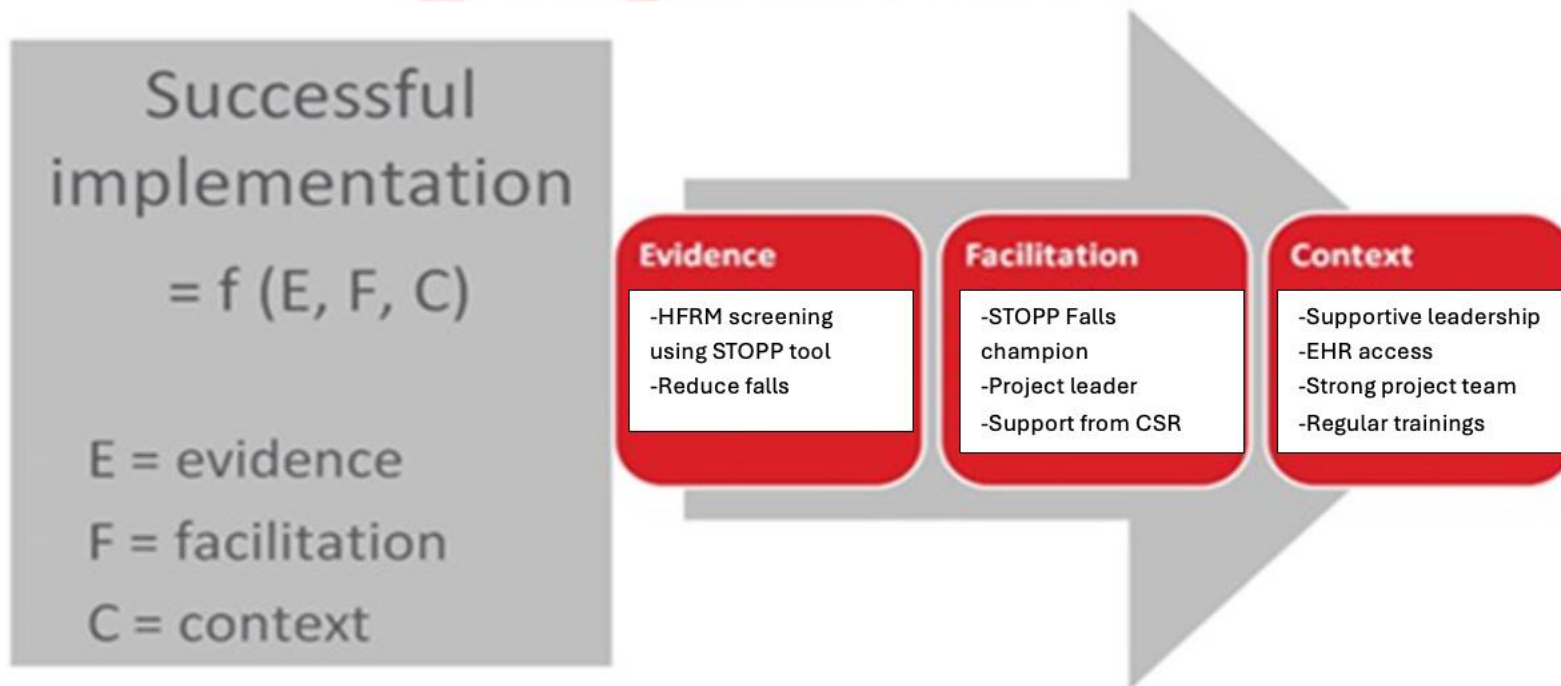 Successful
implementation
= f (E, F, C)
E = evidence
F = facilitation
C = context
Evidence
-HFRM screening
using STOPP tool
-Reduce falls
Facilitation
-STOPP Falls
champion
-Project leader
-Support from CSR
Context
-Supportive leadership
-EHR access
-Strong project team
-Regular trainings